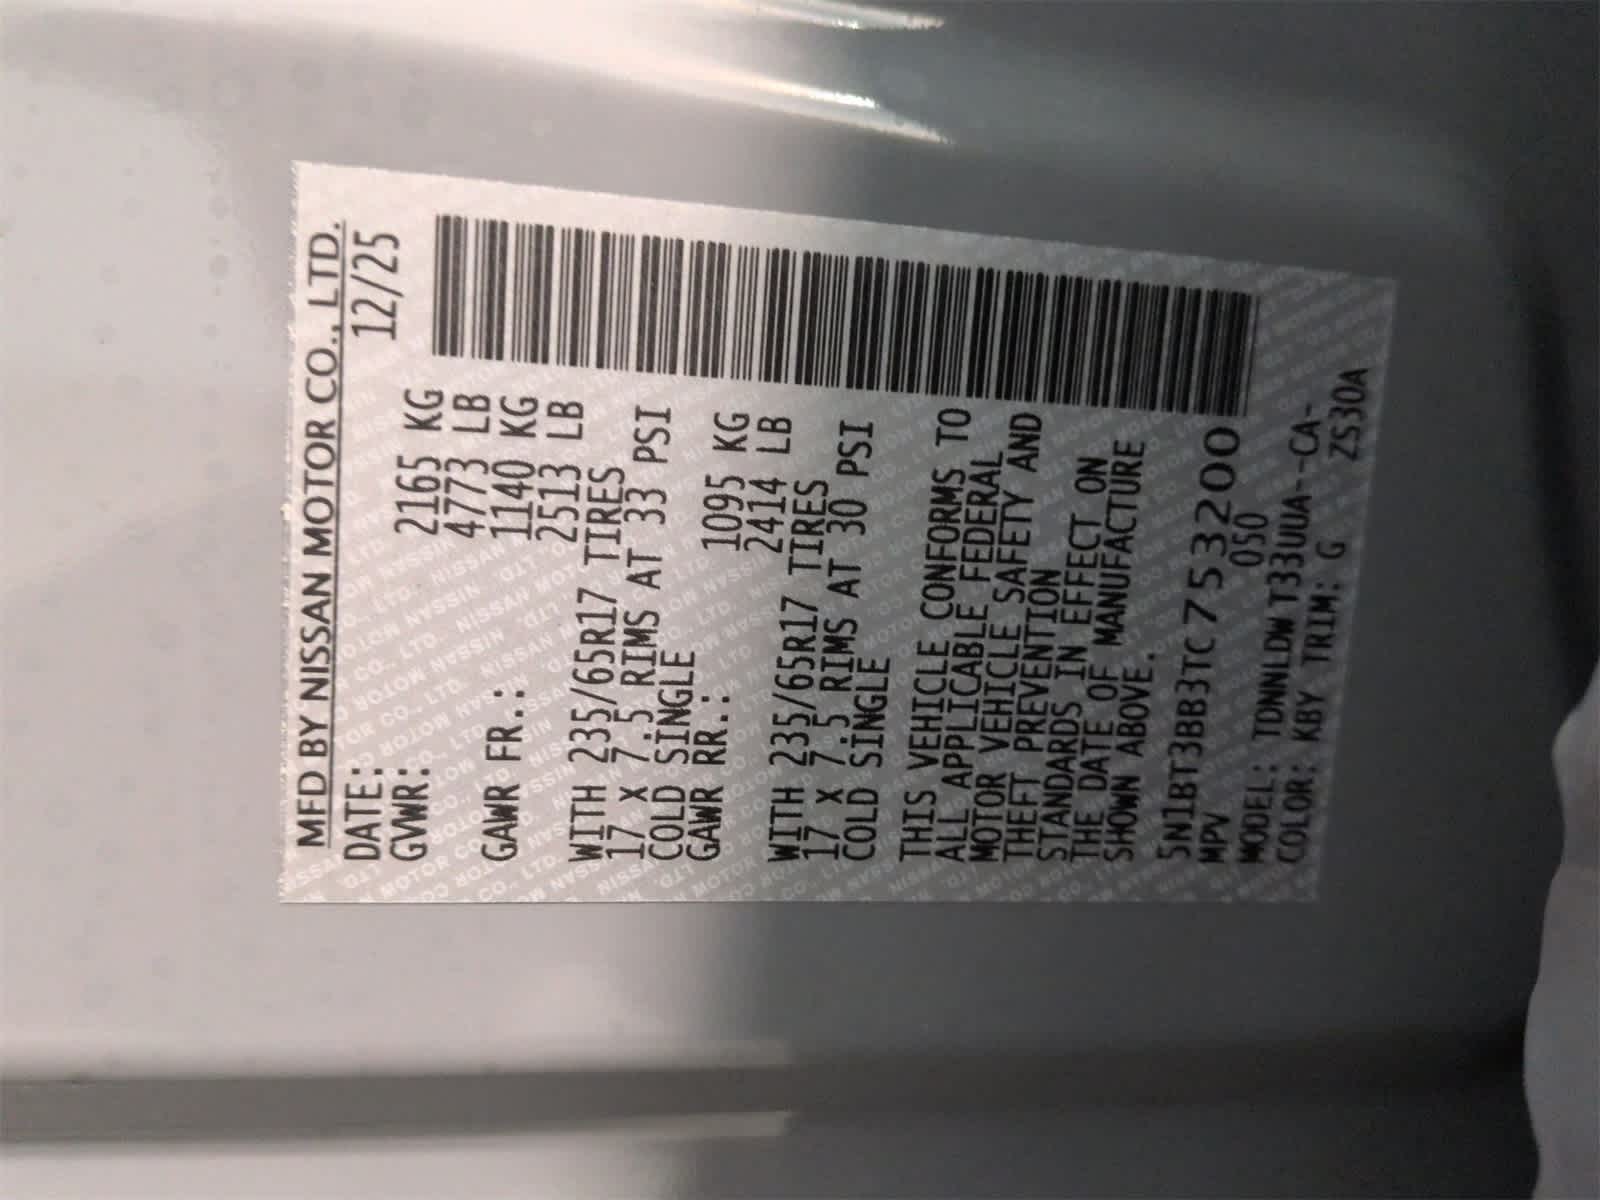 MFD BY NISSAN MOTOR CO., LTD.
DATE: 12/25
GVWR: 2165 KG
4773 LB
GAWR FR.: 1140 KG
2513 LB
WITH 235/65R17 TIRES
17 X 7.5 RIMS AT 33 PSI
COLD SINGLE
GAWR RR.: 1095 KG
2414 LB
WITH 235/65R17 TIRES
17 X 7.5 RIMS AT 30 PSI
COLD SINGLE
THIS VEHICLE CONFORMS TO
ALL APPLICABLE FEDERAL
MOTOR VEHICLE SAFETY AND
THEFT PREVENTION
STANDARDS IN EFFECT ON
THE DATE OF MANUFACTURE
SHOWN ABOVE.
5N1BT3BB3TC753200
MPV 050
MODEL: TDNNLDWT33UUA--CA-
COLOR: KBY TRIM: G ZS30A